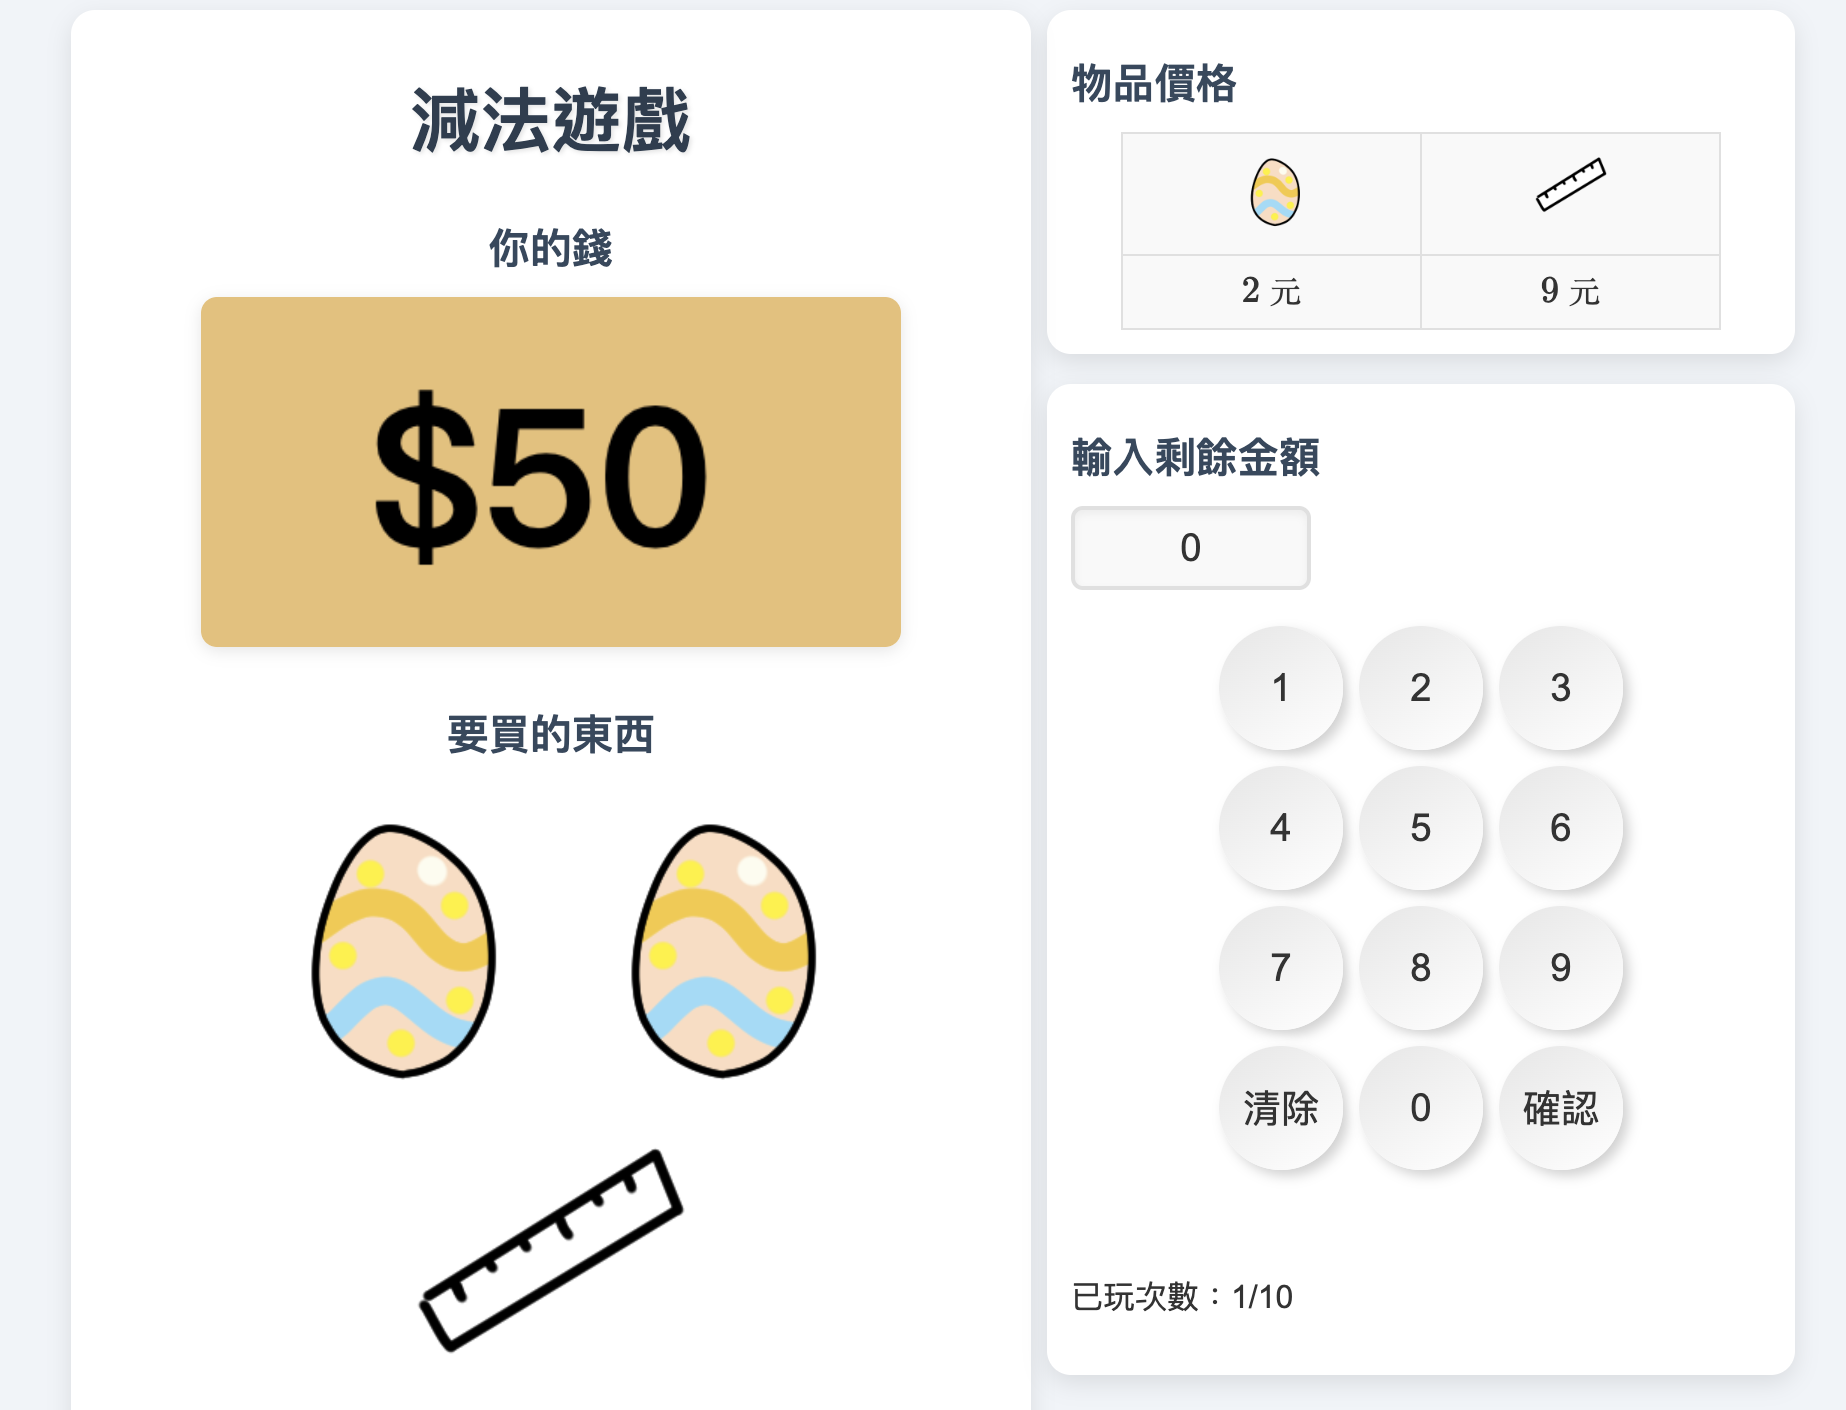 減法遊戲
你的錢
$50
要買的東西
物品價格
2 元 9 元
輸入剩餘金額
0
1 2 3
4 5 6
7 8 9
清除 0 確認
已玩次數：1/10